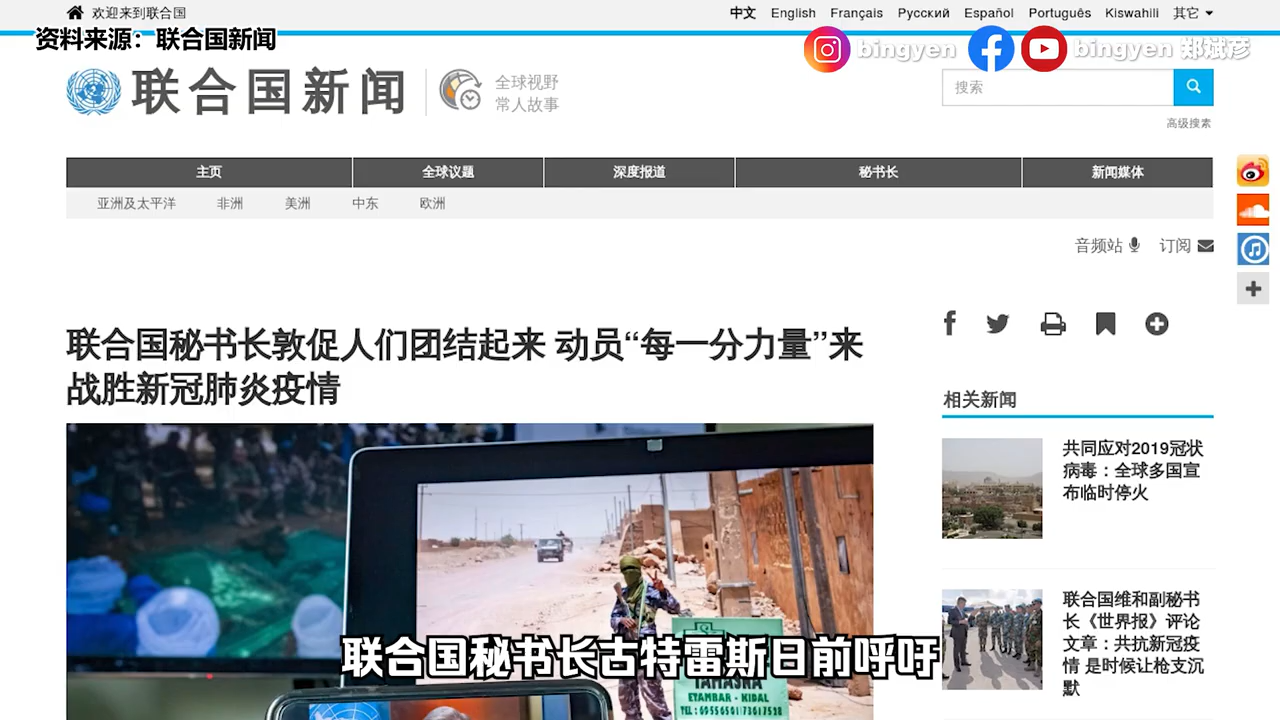 欢迎来到联合国
中文 English Français Русский Español Português Kiswahili 其它
资料来源：联合国新闻
bingyen
bingyen 郑斌彦
联合国新闻
全球视野
常人故事
搜索
高级搜素
主页 全球议题 深度报道 秘书长 新闻媒体
亚洲及太平洋 非洲 美洲 中东 欧洲
音频站 订阅
联合国秘书长敦促人们团结起来 动员“每一分力量”来
战胜新冠肺炎疫情
相关新闻
共同应对2019冠状
病毒：全球多国宣
布临时停火
联合国维和副秘书
长《世界报》评论
文章：共抗新冠疫
情 是时候让枪支沉
默
联合国秘书长古特雷斯日前呼吁
ETAMBAR - KIDAL